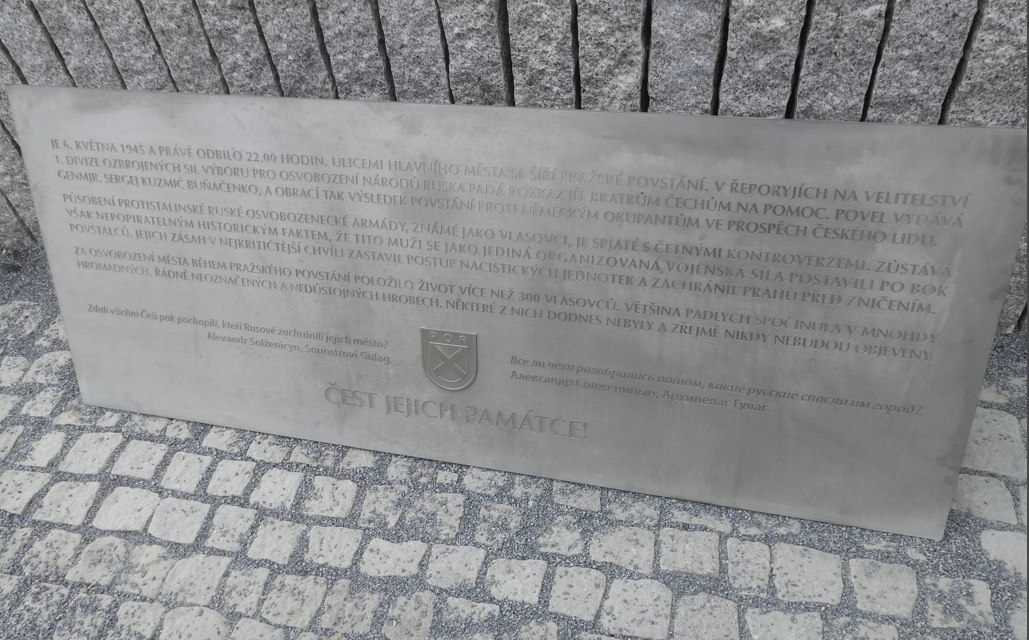 JE 6. KVĚTNA 1945 A PRÁVĚ ODBILO 22.00 HODIN, ULICEMI HLAVNÍHO MĚSTA SE ŠÍŘÍ PRAŽSKÉ POVSTÁNÍ. V ŘEPORYJÍCH NA VELITELSTVÍ
1. DIVIZE OZBROJENÝCH SIL VÝBORU PRO OSVOBOZENÍ NÁRODŮ RUSKA PADÁ ROZKAZ JÍT BRATRŮM ČECHŮM NA POMOC. POVEL VYDÁVÁ
GENMJR. SERGEJ KUZMIČ BUŇAČENKO, A OBRACÍ TAK VÝSLEDEK POVSTÁNÍ PROTI NĚMECKÝM OKUPANTŮM VE PROSPĚCH ČESKÉHO LIDU.
PŮSOBENÍ PROTISTALINSKÉ RUSKÉ OSVOBOZENECKÉ ARMÁDY, ZNÁMÉ JAKO VLASOVCI, JE SPJATÉ S ČETNÝMI KONTROVERZEMI. ZŮSTÁVÁ
VŠAK NEPOPIRATELNÝM HISTORICKÝM FAKTEM, ŽE TITO MUŽI SE JAKO JEDINÁ ORGANIZOVANÁ VOJENSKÁ SÍLA POSTAVILI PO BOK
POVSTALCŮ. JEJICH ZÁSAH V NEJKRITIČTĚJŠÍ CHVÍLI ZASTAVIL POSTUP NACISTICKÝCH JEDNOTEK A ZACHRÁNIL PRAHU PŘED ZNIČENÍM.
ZA OSVOBOZENÍ MĚSTA BĚHEM PRAŽSKÉHO POVSTÁNÍ POLOŽILO ŽIVOT VÍCE NEŽ 300 VLASOVCŮ. VĚTŠINA PADLÝCH SPOČINULA V MNOHDY
HROMADNÝCH, ŘÁDNĚ NEOZNAČENÝCH A NEDŮSTOJNÝCH HROBECH. NĚKTERÉ Z NICH DODNES NEBYLY A ZŘEJMĚ NIKDY NEBUDOU OBJEVENY.
Zdali všichni Češi pak pochopili, kteří Rusové zachránili jejich město?
Alexandr Solženicyn, Souostroví Gulag
Все ли чехи разобрались потом, какие русские спасли им город?
Александр Солженицын, Архипелаг Гулаг
ČEST JEJICH PAMÁTCE!